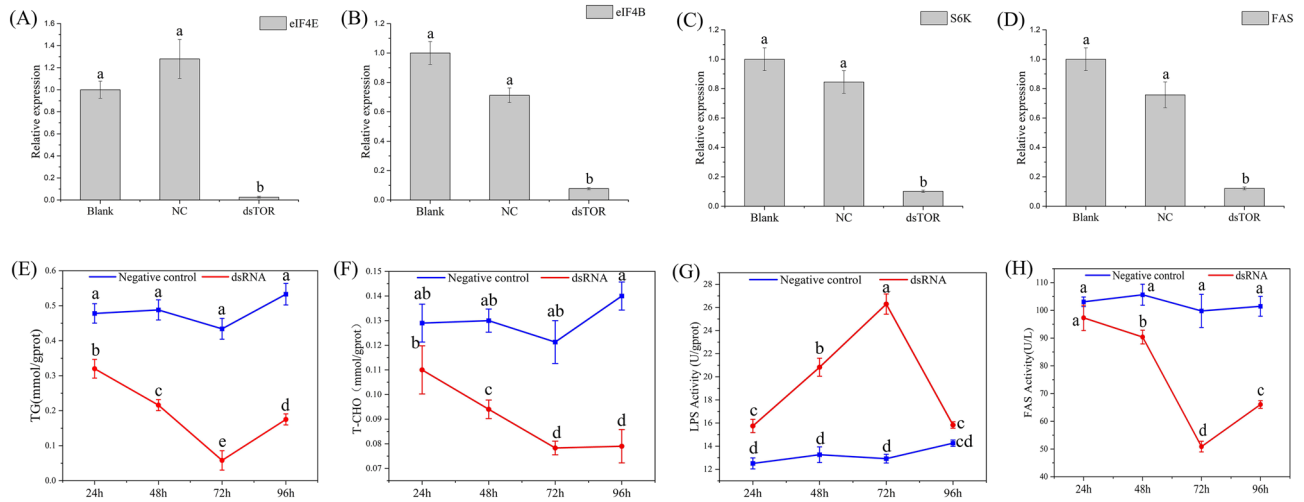 (A)
eIF4E
Relative expression
1.6
1.4
1.2
1.0
0.8
0.6
0.4
0.2
0.0
a
a
b
Blank NC dsTOR
(B)
eIF4B
Relative expression
1.2
1.0
0.8
0.6
0.4
0.2
0.0
a
a
b
Blank NC dsTOR
(C)
S6K
Relative expression
1.2
1.0
0.8
0.6
0.4
0.2
0.0
a
a
b
Blank NC dsTOR
(D)
FAS
Relative expression
1.2
1.0
0.8
0.6
0.4
0.2
0.0
a
a
b
Blank NC dsTOR
(E)
Negative control dsRNA
TG(mmol/gprot)
0.6
0.5
0.4
0.3
0.2
0.1
0.0
a a a a
b c e d
24h 48h 72h 96h
(F)
Negative control dsRNA
T-CHO (mmol/gprot)
0.15
0.14
0.13
0.12
0.11
0.10
0.09
0.08
0.07
ab ab ab a
b c d d
24h 48h 72h 96h
(G)
Negative control dsRNA
LPS Activity (U/gprot)
28
26
24
22
20
18
16
14
12
c b a c
d d d cd
24h 48h 72h 96h
(H)
Negative control dsRNA
FAS Activity(U/L)
110
100
90
80
70
60
50
40
a a a a
a b d c
24h 48h 72h 96h